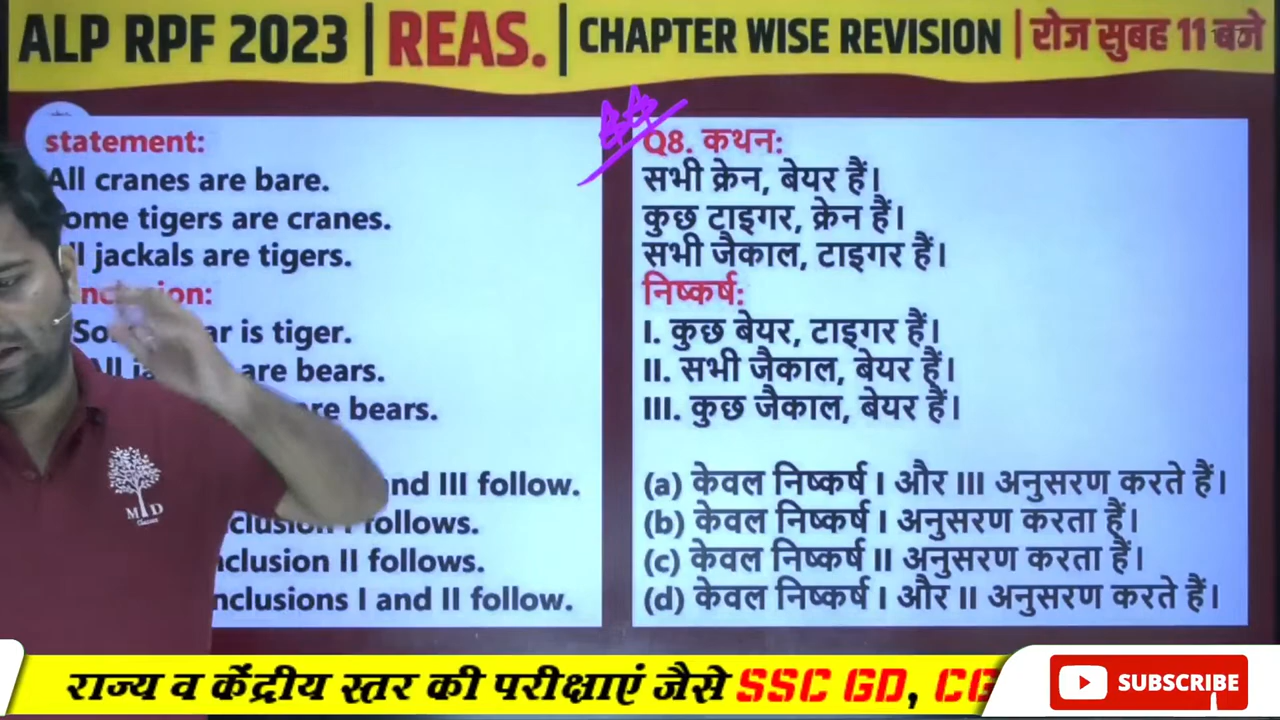 ALP RPF 2023 | REAS. | CHAPTER WISE REVISION | रोज सुबह 11 बजे
statement:
All cranes are bare.
ome tigers are cranes.
ll jackals are tigers.
nclusion:
So ar is tiger.
All ja are bears.
re bears.
nd III follow.
clusion I follows.
nclusion II follows.
nclusions I and II follow.
Q8. कथन:
सभी क्रेन, बेयर हैं।
कुछ टाइगर, क्रेन हैं।
सभी जैकाल, टाइगर हैं।
निष्कर्ष:
I. कुछ बेयर, टाइगर हैं।
II. सभी जैकाल, बेयर हैं।
III. कुछ जैकाल, बेयर हैं।
(a) केवल निष्कर्ष I और III अनुसरण करते हैं।
(b) केवल निष्कर्ष I अनुसरण करता हैं।
(c) केवल निष्कर्ष II अनुसरण करता हैं।
(d) केवल निष्कर्ष I और II अनुसरण करते हैं।
M D
Classes
राज्य व केंद्रीय स्तर की परीक्षाएं जैसे SSC GD, CG
SUBSCRIBE